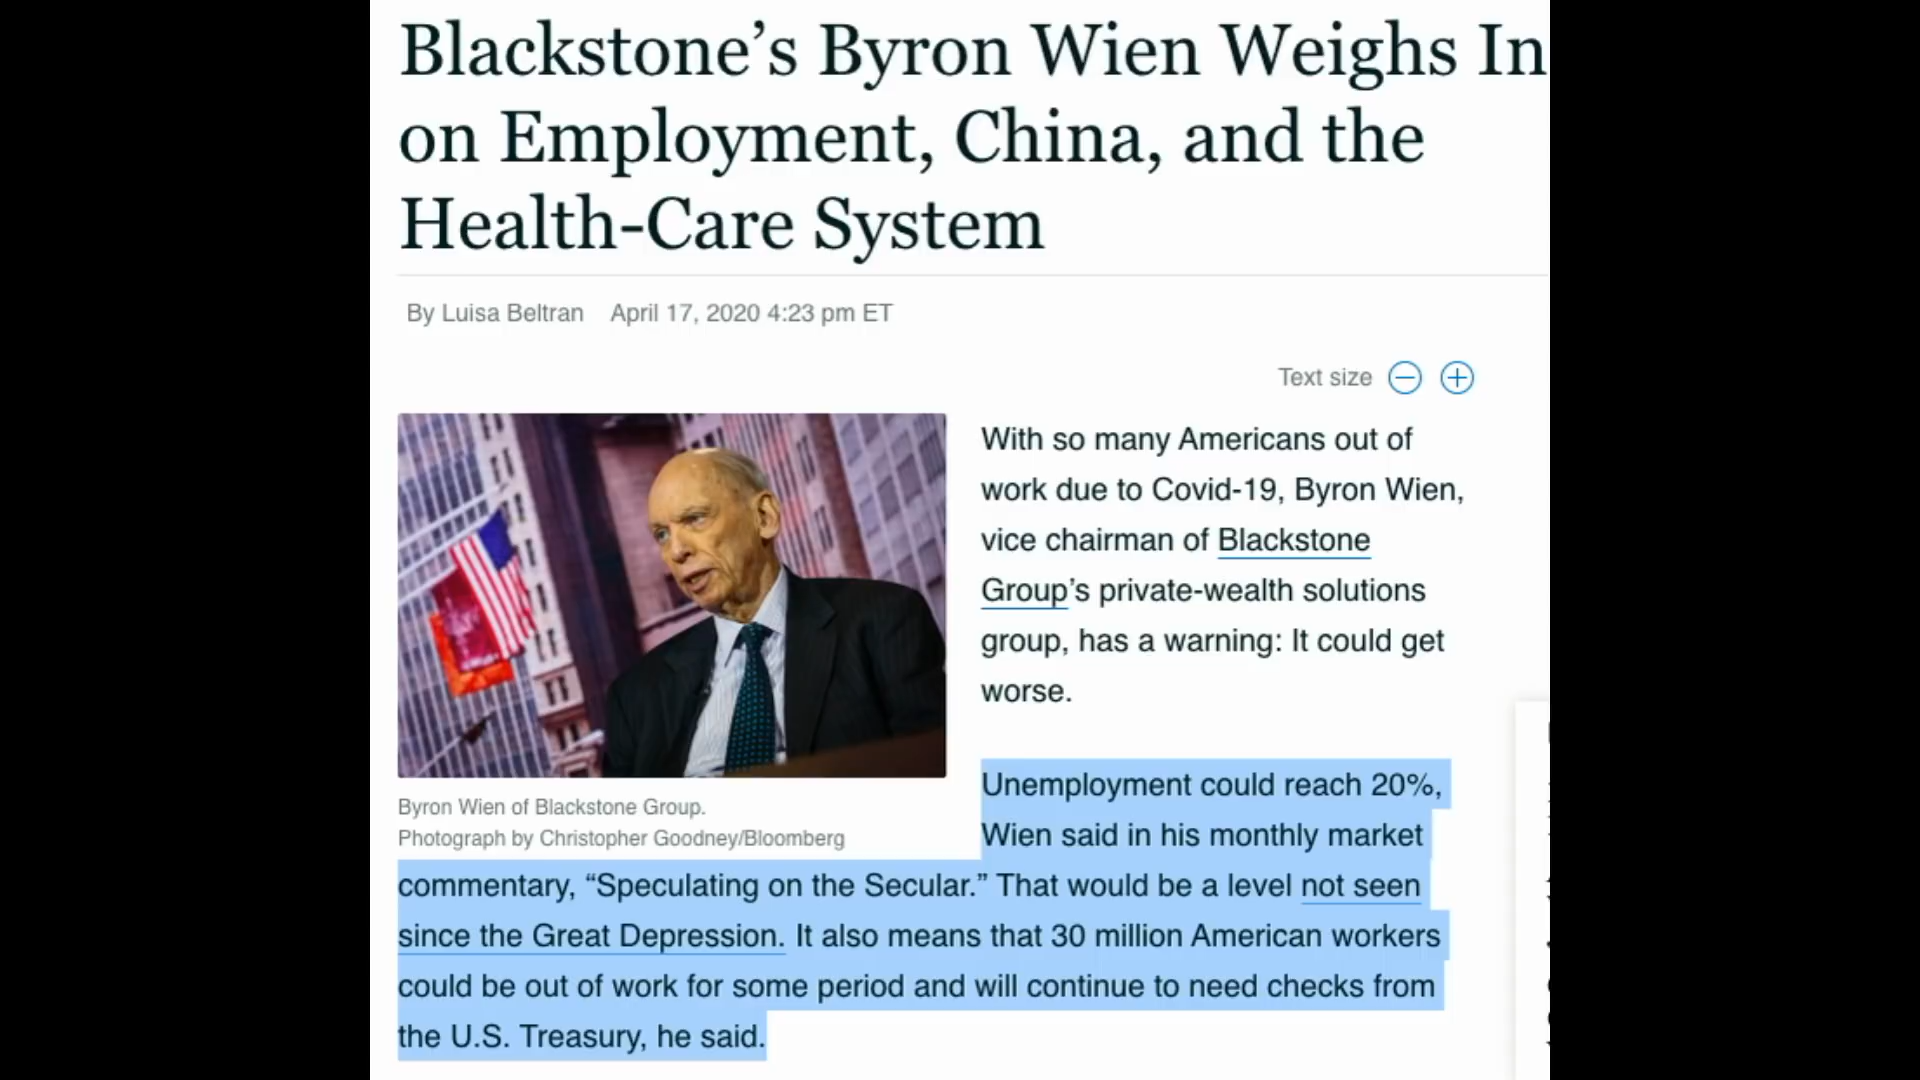 Blackstone’s Byron Wien Weighs In
on Employment, China, and the
Health-Care System
By Luisa Beltran April 17, 2020 4:23 pm ET
Text size
With so many Americans out of
work due to Covid-19, Byron Wien,
vice chairman of Blackstone
Group’s private-wealth solutions
group, has a warning: It could get
worse.
Byron Wien of Blackstone Group.
Photograph by Christopher Goodney/Bloomberg
Unemployment could reach 20%,
Wien said in his monthly market
commentary, “Speculating on the Secular.” That would be a level not seen
since the Great Depression. It also means that 30 million American workers
could be out of work for some period and will continue to need checks from
the U.S. Treasury, he said.